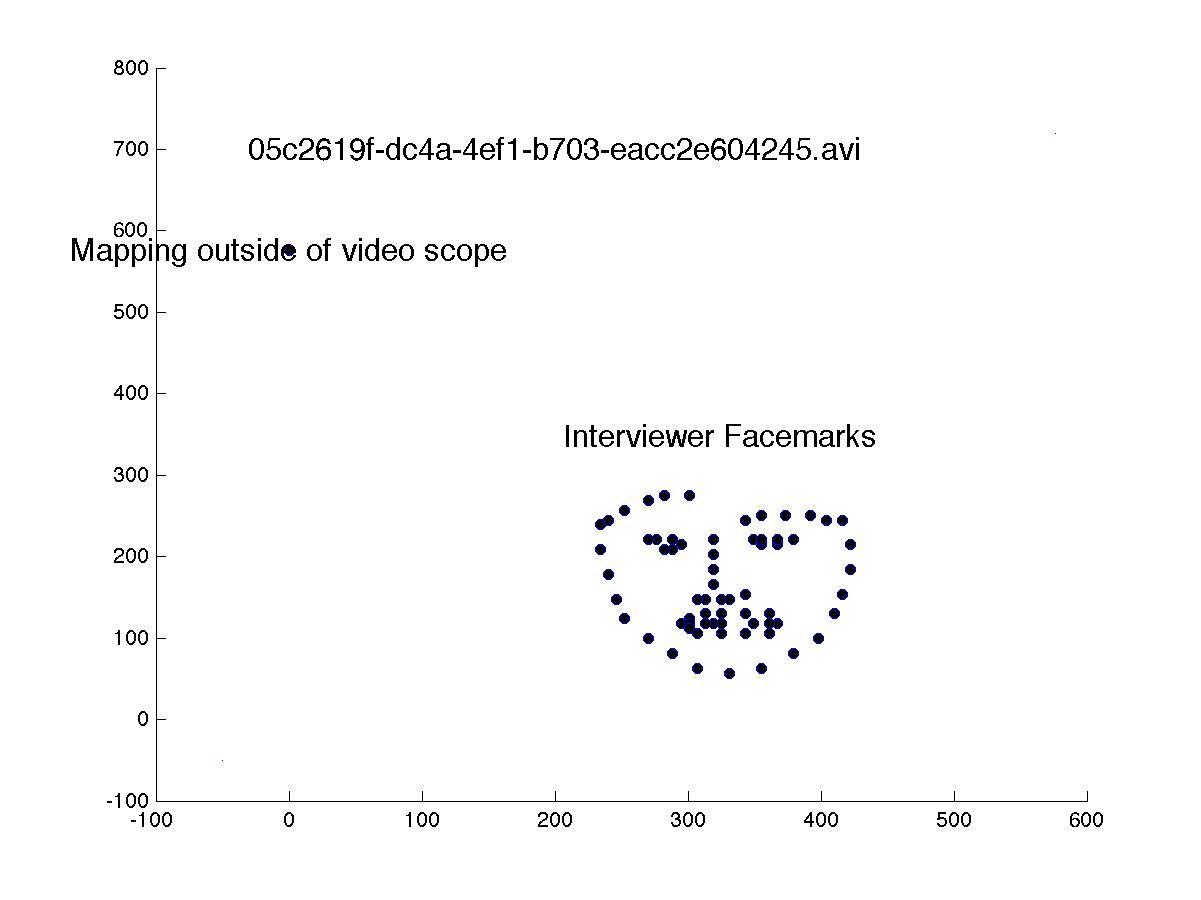 800
700
05c2619f-dc4a-4ef1-b703-eacc2e604245.avi
600
Mapping outside of video scope
500
400
Interviewer Facemarks
300
200
100
0
-100
-100 0 100 200 300 400 500 600